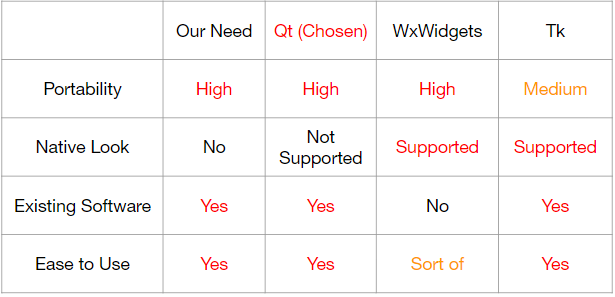 Our Need Qt (Chosen) WxWidgets Tk
Portability High High High Medium
Native Look No Not Supported Supported Supported
Existing Software Yes Yes No Yes
Ease to Use Yes Yes Sort of Yes